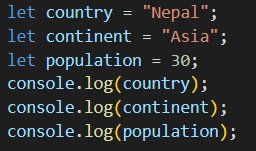 let country = "Nepal";
let continent = "Asia";
let population = 30;
console.log(country);
console.log(continent);
console.log(population);